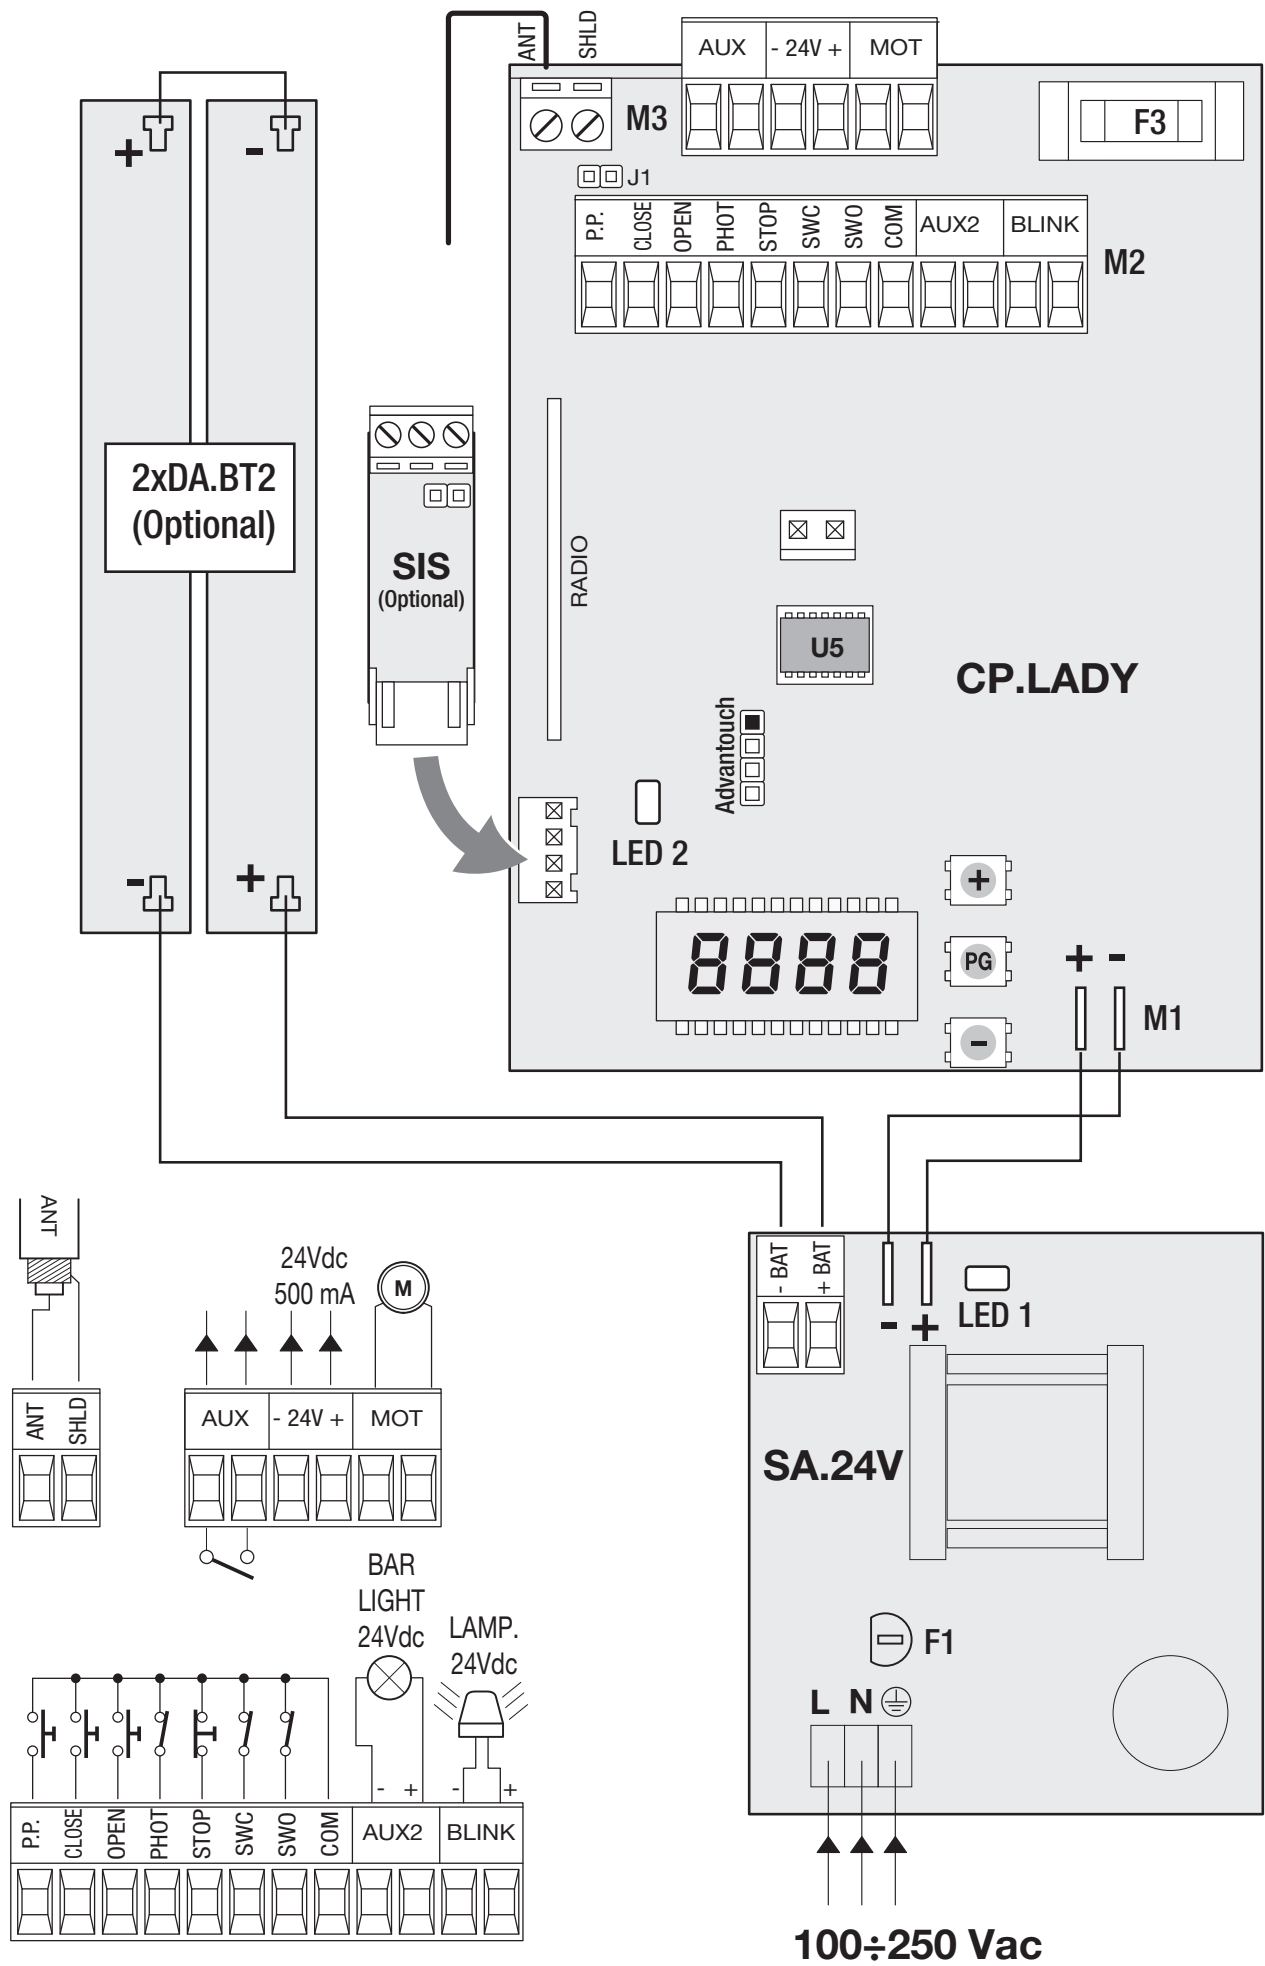 ANT
SHLD
AUX
- 24V +
MOT
M3
F3
J1
P.P.
CLOSE
OPEN
PHOT
STOP
SWC
SWO
COM
AUX2
BLINK
M2
+
-
2xDA.BT2
(Optional)
-
+
SIS
(Optional)
RADIO
U5
CP.LADY
Advantouch
LED 2
8888
+
PG
-
+ -
M1
ANT
24Vdc
500 mA
M
ANT
SHLD
AUX
- 24V +
MOT
- BAT
+ BAT
- +
LED 1
SA.24V
F1
L N
100÷250 Vac
BAR
LIGHT
24Vdc
LAMP.
24Vdc
- +
- +
P.P.
CLOSE
OPEN
PHOT
STOP
SWC
SWO
COM
AUX2
BLINK